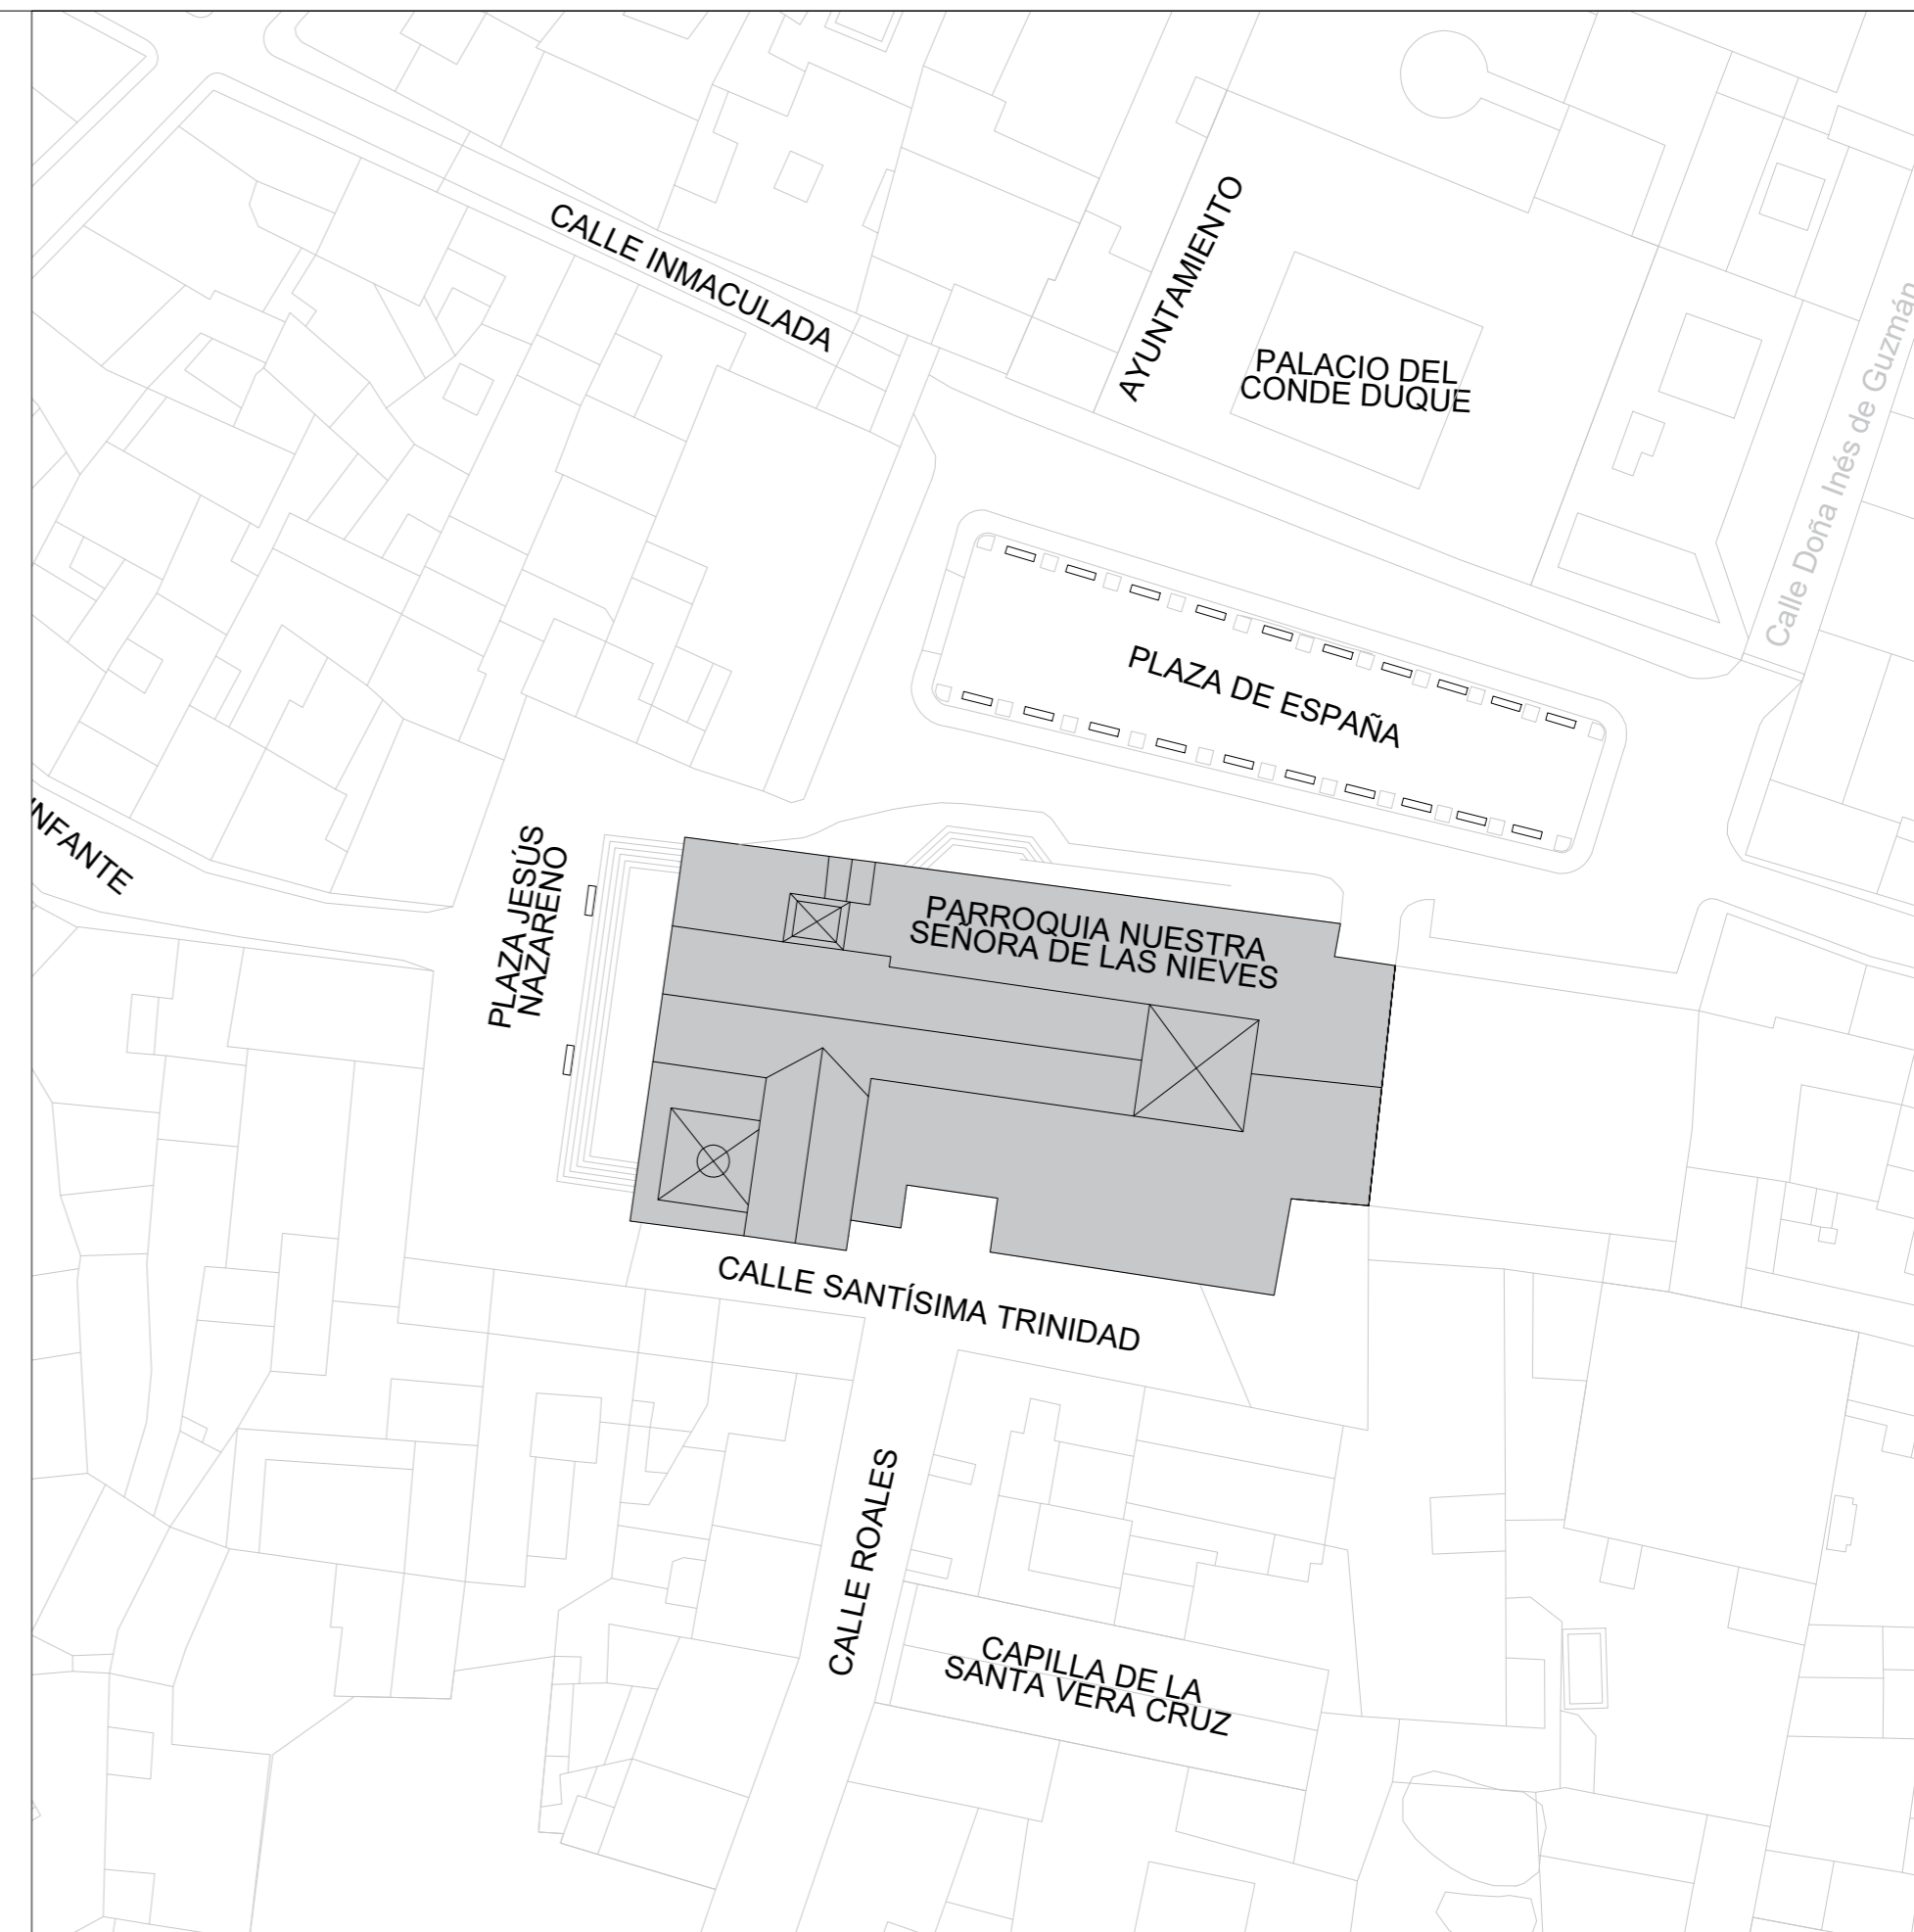 CALLE INMACULADA
AYUNTAMIENTO
PALACIO DEL
CONDE DUQUE
Calle Doña Inés de Guzmán
PLAZA DE ESPAÑA
INFANTE
PLAZA JESÚS
NAZARENO
PARROQUIA NUESTRA
SEÑORA DE LAS NIEVES
CALLE SANTÍSIMA TRINIDAD
CALLE ROALES
CAPILLA DE LA
SANTA VERA CRUZ